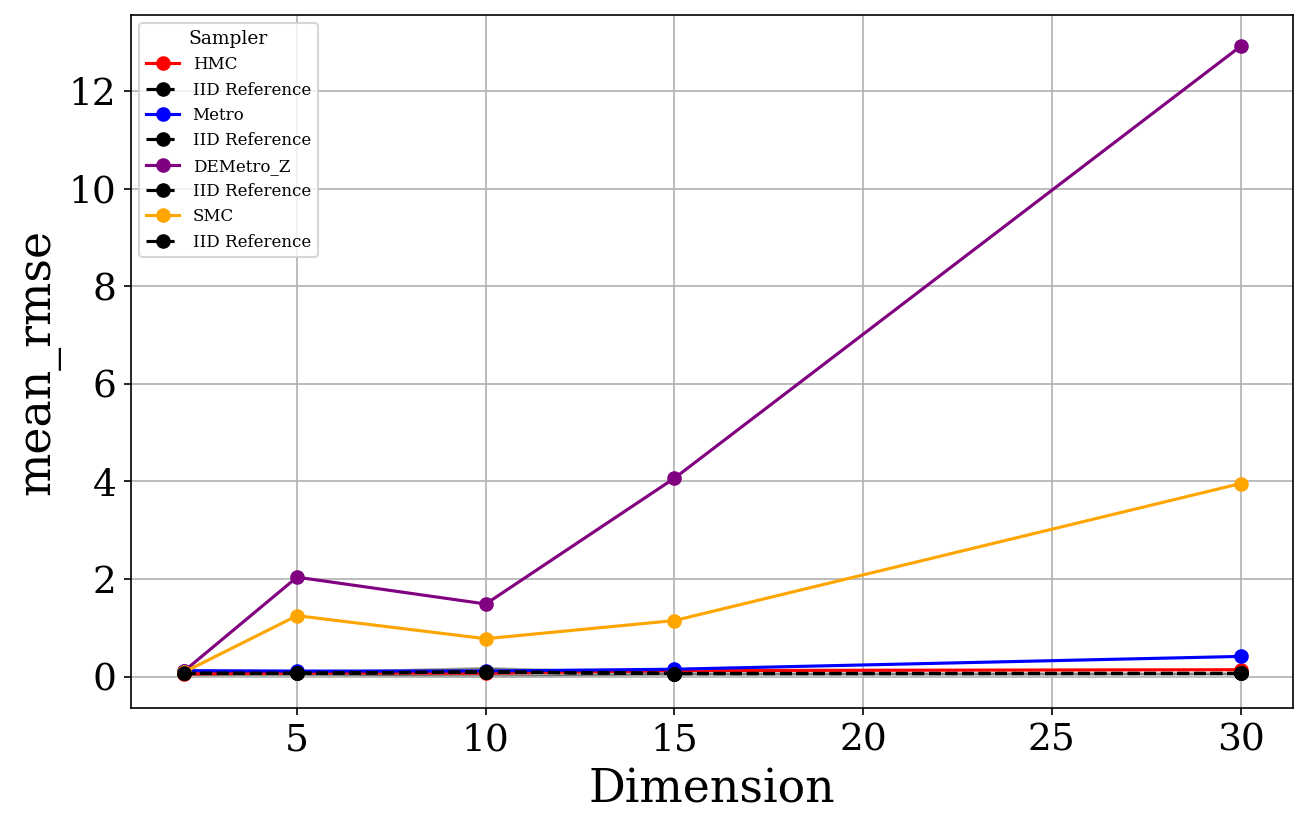 Sampler
HMC
IID Reference
Metro
IID Reference
DEMetro_Z
IID Reference
SMC
IID Reference
mean_rmse
12
10
8
6
4
2
0
5 10 15 20 25 30
Dimension